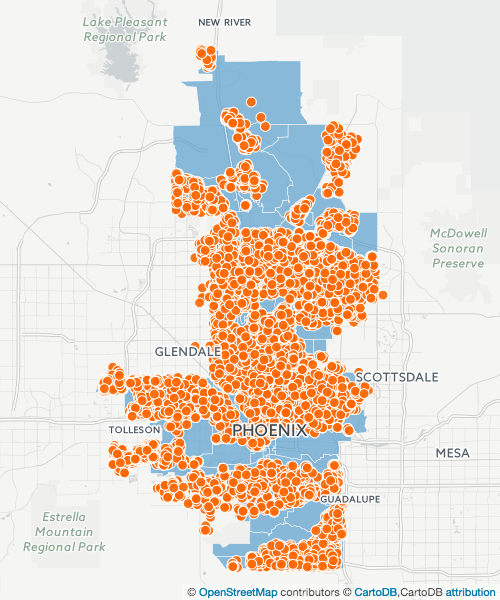 NEW RIVER
Lake Pleasant
Regional Park
McDowell
Sonoran
Preserve
GLENDALE
SCOTTSDALE
TOLLESON
PHOENIX
MESA
GUADALUPE
Estrella
Mountain
Regional Park
© OpenStreetMap contributors © CartoDB,CartoDB attribution